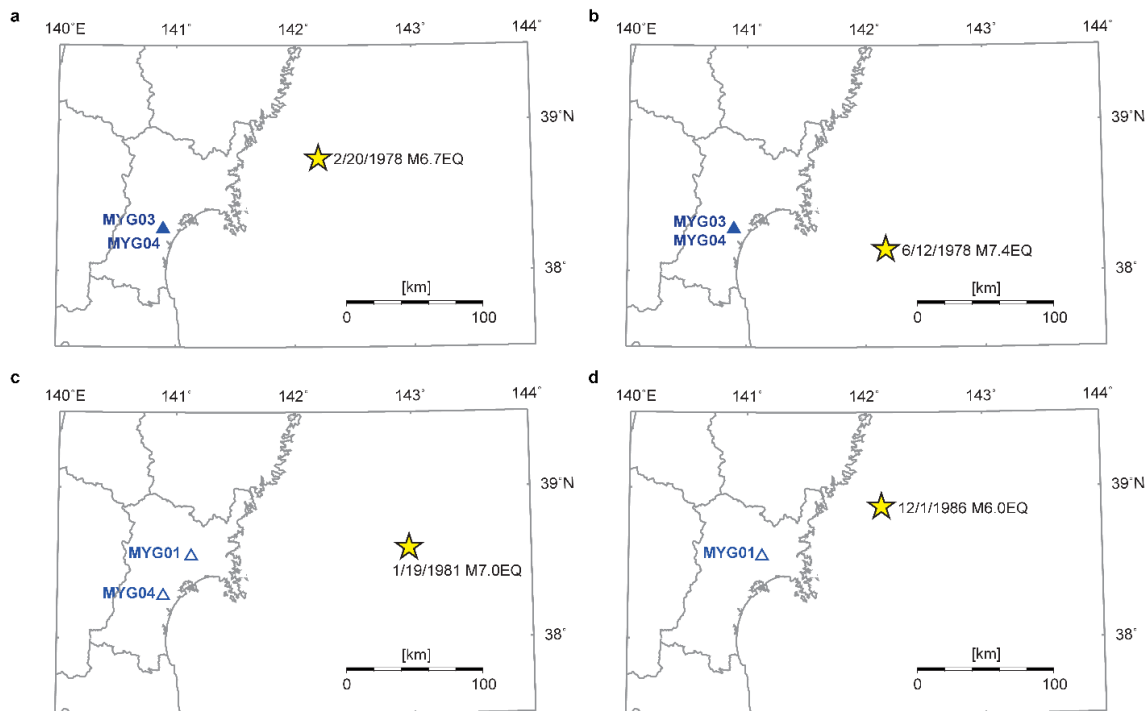 a
140˚E 141˚ 142˚ 143˚ 144˚
39˚N
2/20/1978 M6.7EQ
MYG03
MYG04
38˚
[km]
0 100
b
140˚E 141˚ 142˚ 143˚ 144˚
39˚N
MYG03
MYG04
6/12/1978 M7.4EQ
38˚
[km]
0 100
c
140˚E 141˚ 142˚ 143˚ 144˚
39˚N
MYG01
1/19/1981 M7.0EQ
MYG04
38˚
[km]
0 100
d
140˚E 141˚ 142˚ 143˚ 144˚
39˚N
12/1/1986 M6.0EQ
MYG01
38˚
[km]
0 100